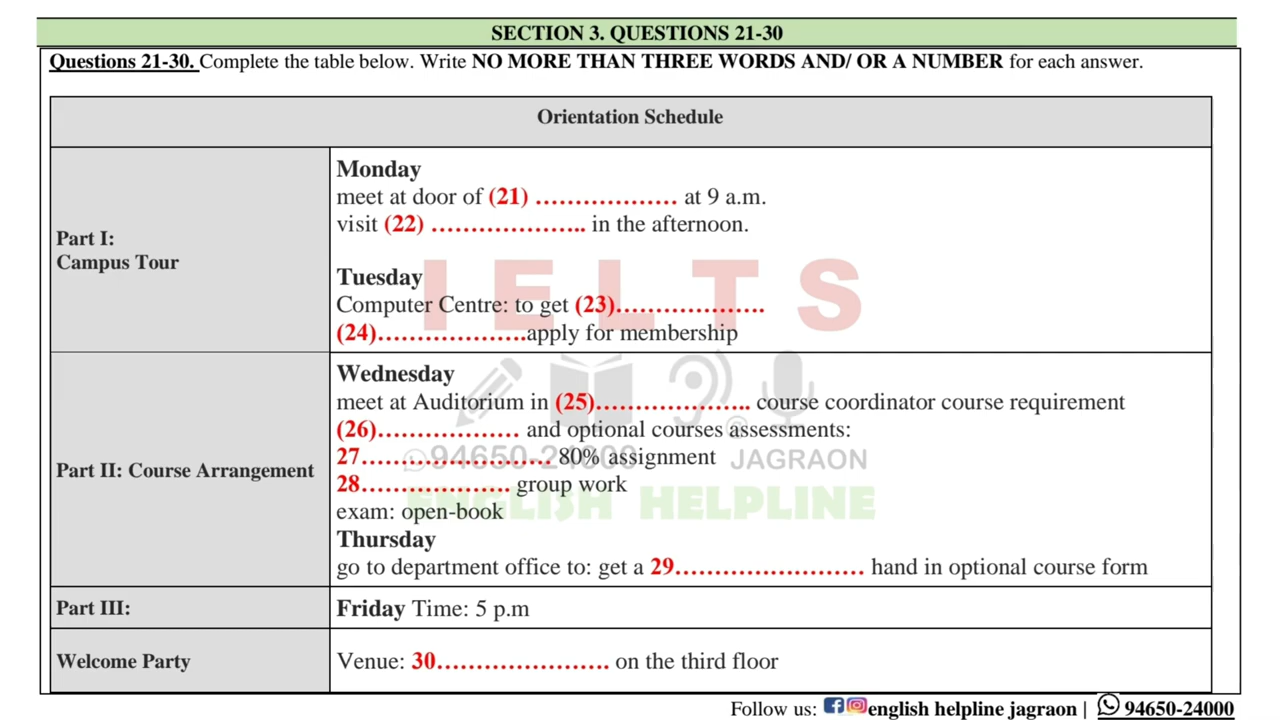 SECTION 3. QUESTIONS 21-30
Questions 21-30. Complete the table below. Write NO MORE THAN THREE WORDS AND/ OR A NUMBER for each answer.
Orientation Schedule
Part I:
Campus Tour
Monday
meet at door of (21) ……………… at 9 a.m.
visit (22) ……………….. in the afternoon.
Tuesday
Computer Centre: to get (23)……………….
(24)……………….apply for membership
Part II: Course Arrangement
Wednesday
meet at Auditorium in (25)……………….. course coordinator course requirement
(26)……………… and optional courses assessments:
27…………………… 80% assignment
28………………. group work
exam: open-book
Thursday
go to department office to: get a 29…………………… hand in optional course form
Part III:
Friday Time: 5 p.m
Welcome Party
Venue: 30…………………. on the third floor
IELTS
94650-24000 @ JAGRAON
ENGLISH HELPLINE
Follow us: english helpline jagraon | 94650-24000